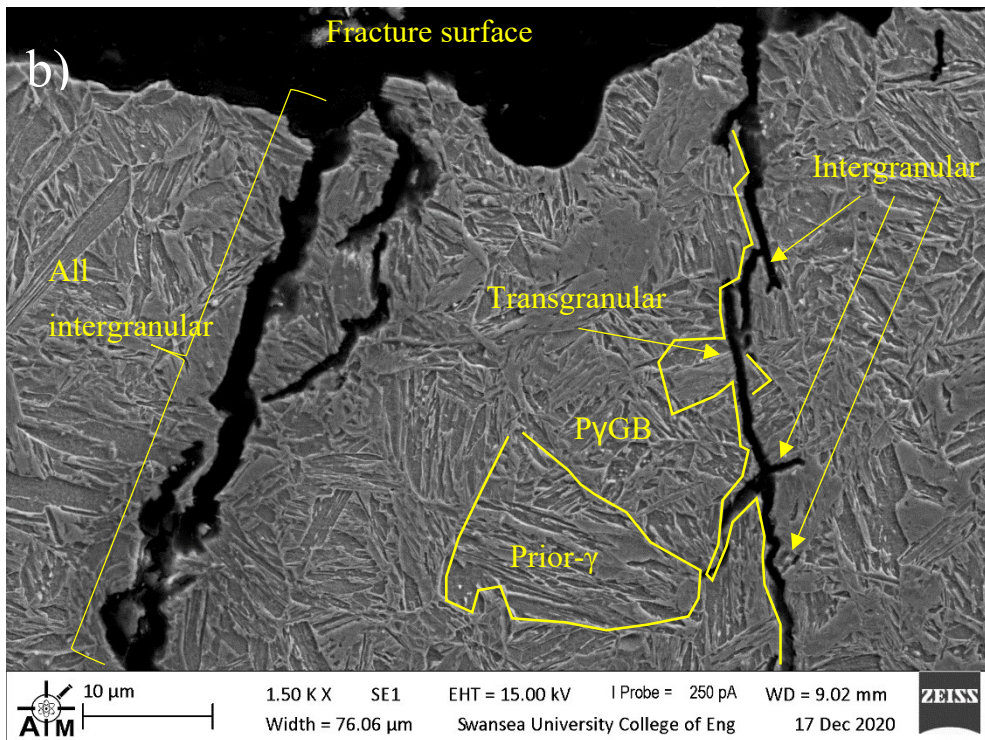 Fracture surface
b)
Intergranular
All
intergranular
Transgranular
PγGB
Prior-γ
10 µm
1.50 K X SE1 EHT = 15.00 kV I Probe = 250 pA WD = 9.02 mm
Width = 76.06 µm Swansea University College of Eng 17 Dec 2020
AIM
ZEISS